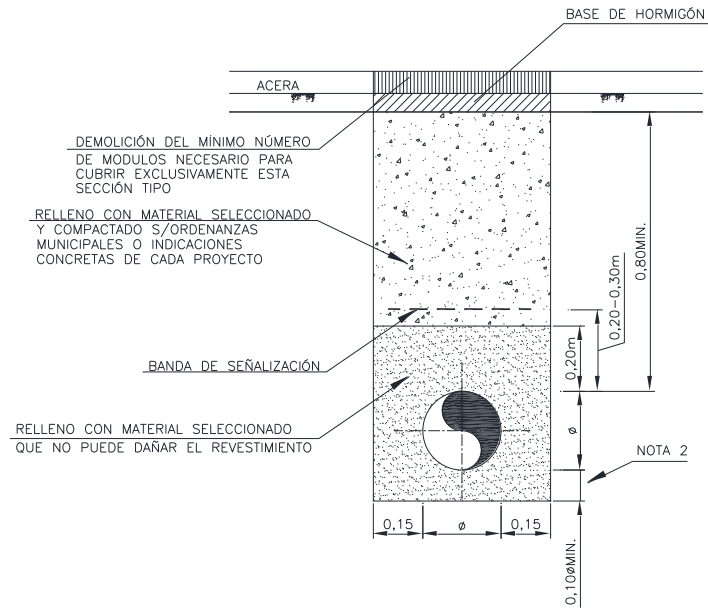 BASE DE HORMIGÓN
ACERA
DEMOLICIÓN DEL MÍNIMO NÚMERO
DE MODULOS NECESARIO PARA
CUBRIR EXCLUSIVAMENTE ESTA
SECCIÓN TIPO
RELLENO CON MATERIAL SELECCIONADO
Y COMPACTADO S/ORDENANZAS
MUNICIPALES O INDICACIONES
CONCRETAS DE CADA PROYECTO
0,80MIN.
0,20-0,30m
0,20m
BANDA DE SEÑALIZACIÓN
RELLENO CON MATERIAL SELECCIONADO
QUE NO PUEDE DAÑAR EL REVESTIMIENTO
ø
NOTA 2
0,15
ø
0,15
0,10øMIN.